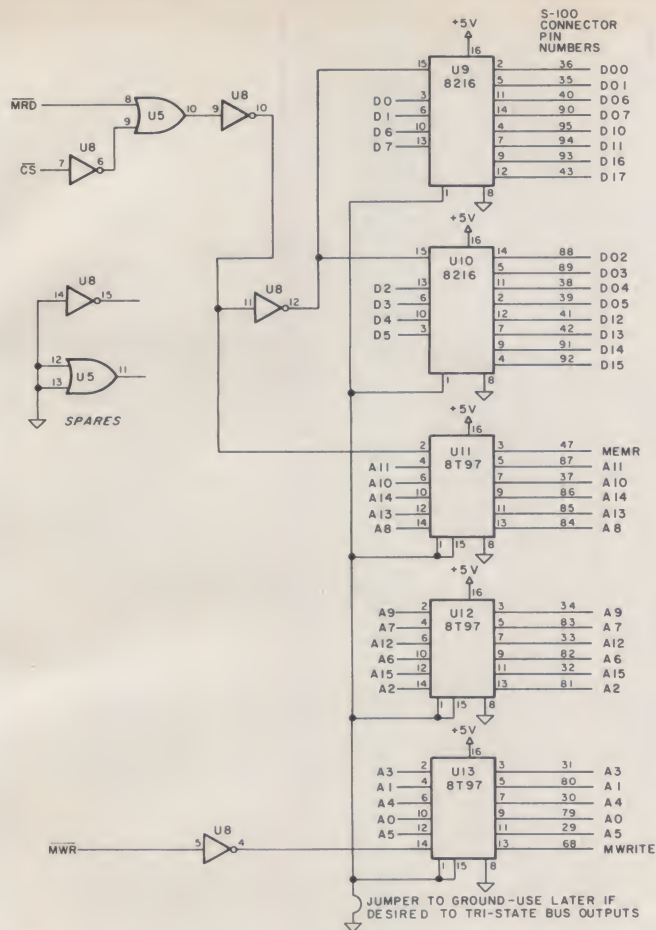 S-100
CONNECTOR
PIN
NUMBERS
+5V
16
15 U9 2 36 DO0
8216 5 35 DO1
D0 3 11 40 DO6
D1 6 14 90 DO7
D6 10 4 95 DI0
D7 13 7 94 DI1
9 93 DI6
12 43 DI7
1 8
MRD 8 U5 10 9 U8 10
9
CS 7 U8 6
+5V
16
15 U10 14 88 DO2
8216 5 89 DO3
D2 13 11 38 DO4
D3 6 2 39 DO5
D4 10 12 41 DI2
D5 3 7 42 DI3
9 91 DI4
4 92 DI5
1 8
U8
11 12
U8
14 15
12 U5 11
13
SPARES
+5V
16
2 U11 3 47 MEMR
A11 4 8T97 5 87 A11
A10 6 7 37 A10
A14 10 9 86 A14
A13 12 11 85 A13
A8 14 13 84 A8
1 15 8
+5V
16
A9 2 U12 3 34 A9
A7 4 8T97 5 83 A7
A12 6 7 33 A12
A6 10 9 82 A6
A15 12 11 32 A15
A2 14 13 81 A2
1 15 8
+5V
16
A3 2 U13 3 31 A3
A1 4 8T97 5 80 A1
A4 6 7 30 A4
A0 10 9 79 A0
A5 12 11 29 A5
MWR 5 U8 4 14 13 68 MWRITE
1 15 8
JUMPER TO GROUND-USE LATER IF
DESIRED TO TRI-STATE BUS OUTPUTS